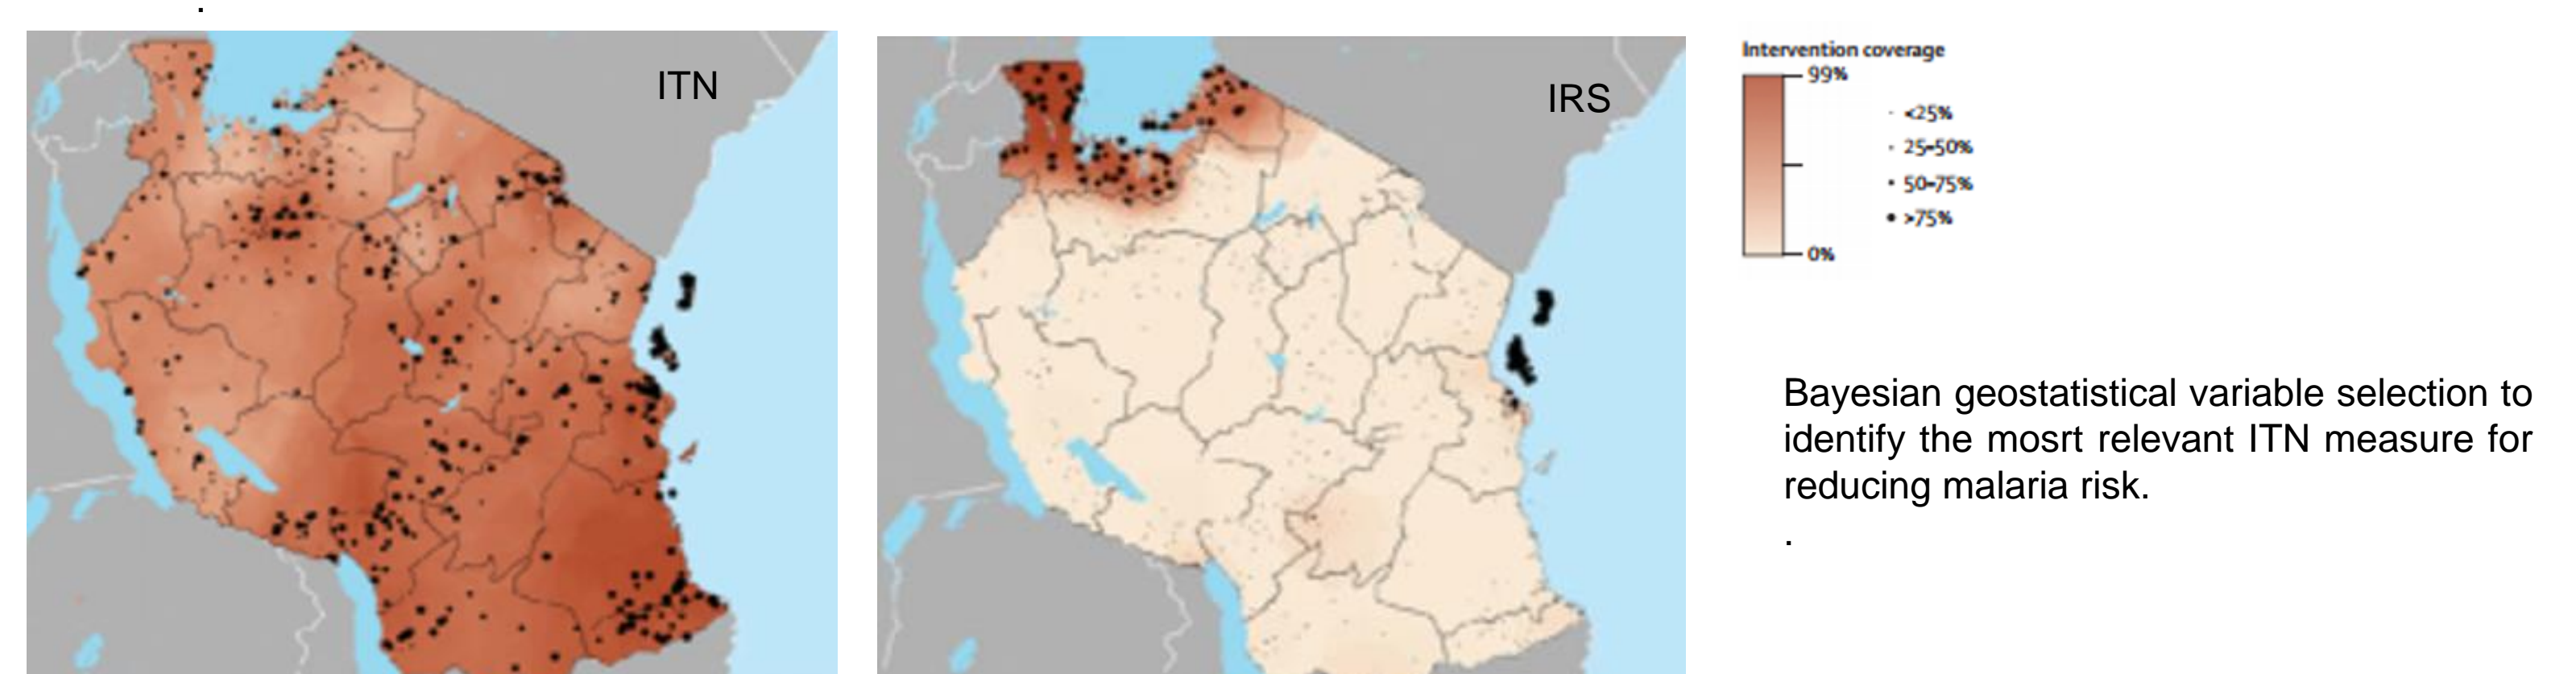 .
ITN
IRS
Intervention coverage
99%
0%
<25%
25–50%
50–75%
>75%
Bayesian geostatistical variable selection to
identify the mosrt relevant ITN measure for
reducing malaria risk.
.